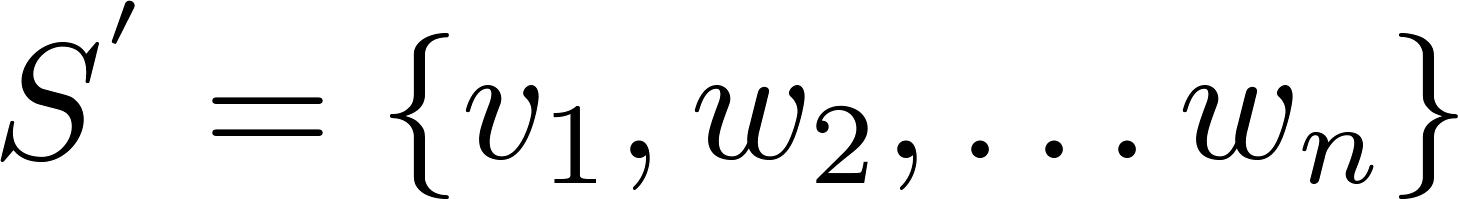 S' = {v₁, w₂, . . . wₙ}